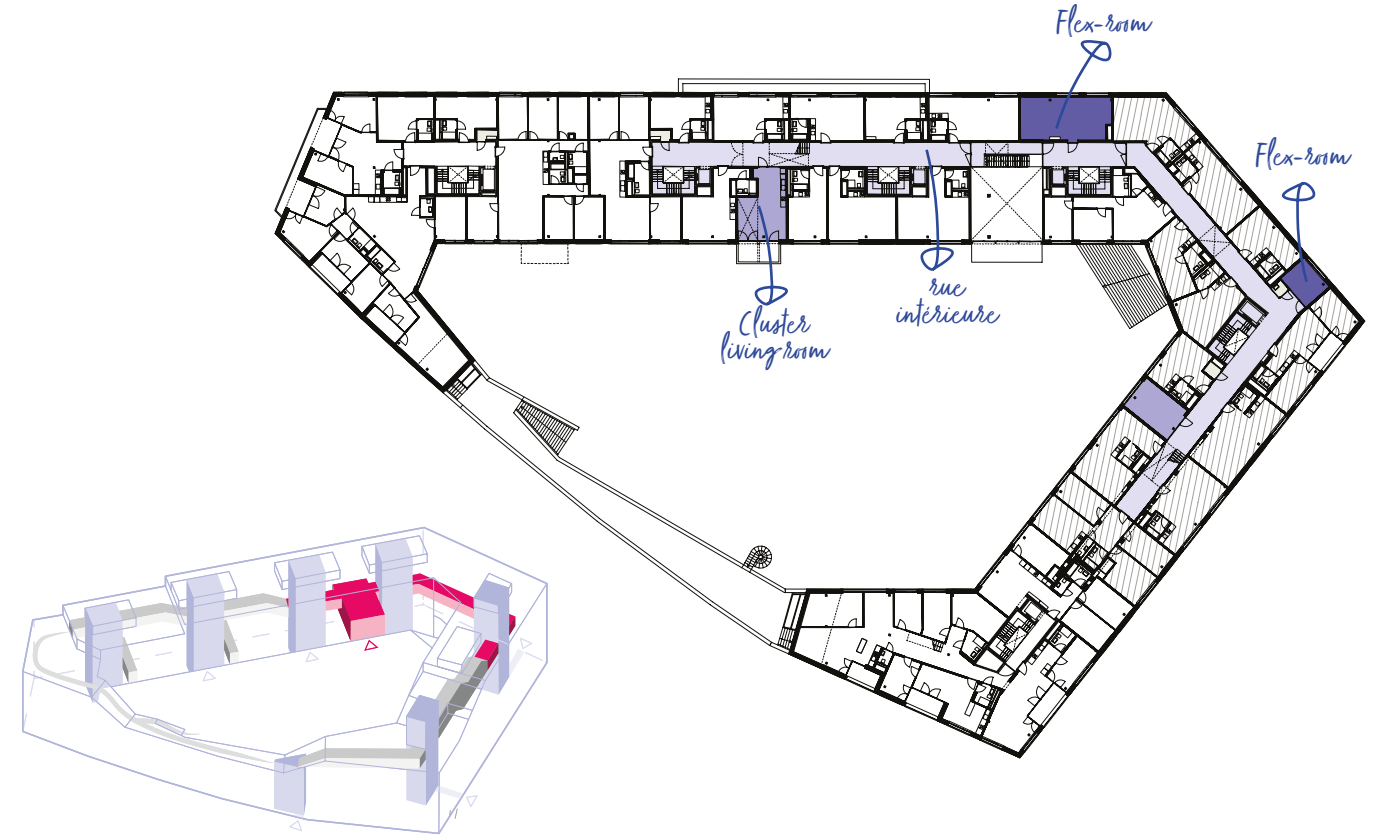 Flex-room
Flex-room
rue
intérieure
Cluster
living room